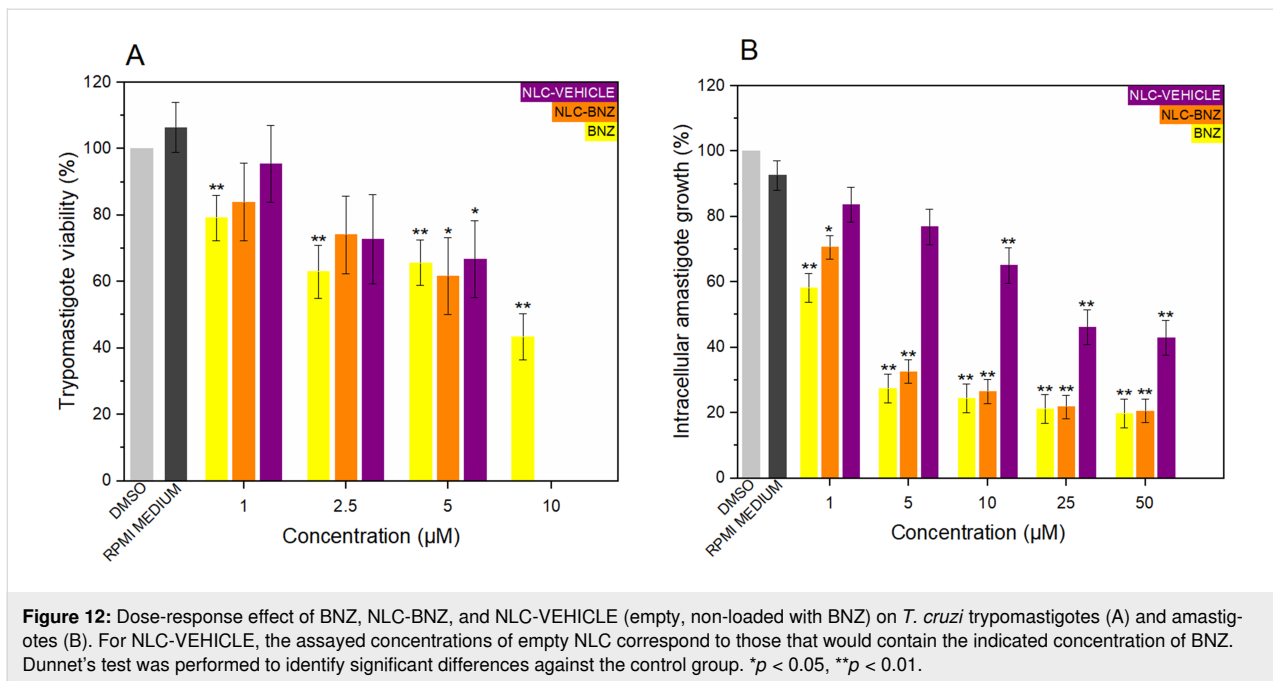 A
Trypomastigote viability (%)
120
100
80
60
40
20
0
NLC-VEHICLE
NLC-BNZ
BNZ
**
**
**
*
*
**
DMSO
RPMI MEDIUM
1
2.5
5
10
Concentration (µM)
B
Intracellular amastigote growth (%)
120
100
80
60
40
20
0
NLC-VEHICLE
NLC-BNZ
BNZ
**
*
**
**
**
**
**
**
**
**
**
**
**
DMSO
RPMI MEDIUM
1
5
10
25
50
Concentration (µM)
Figure 12: Dose-response effect of BNZ, NLC-BNZ, and NLC-VEHICLE (empty, non-loaded with BNZ) on T. cruzi trypomastigotes (A) and amastig-
otes (B). For NLC-VEHICLE, the assayed concentrations of empty NLC correspond to those that would contain the indicated concentration of BNZ.
Dunnet's test was performed to identify significant differences against the control group. *p < 0.05, **p < 0.01.